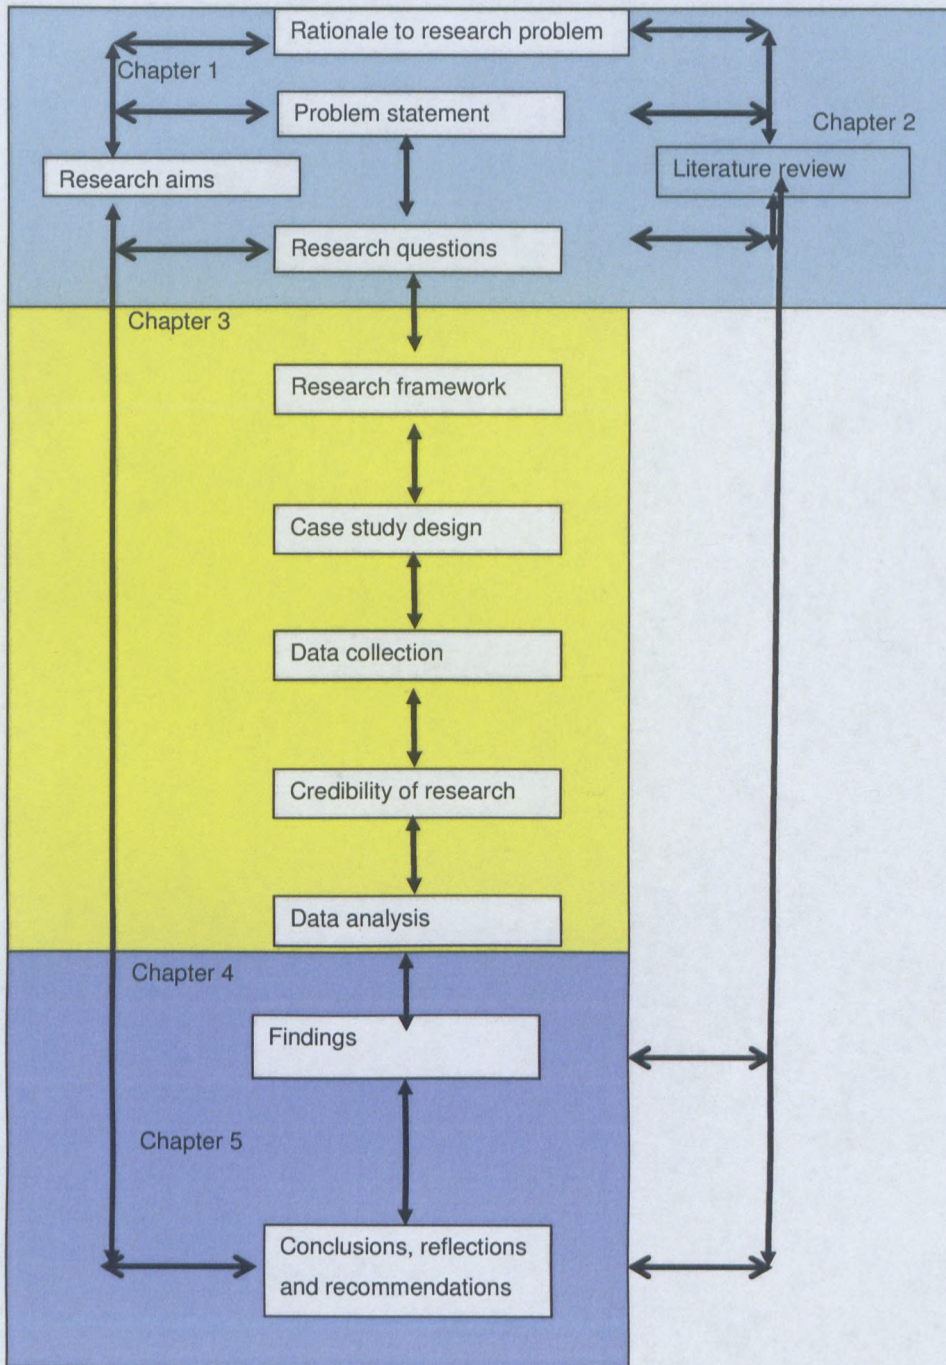 Rationale to research problem
Chapter 1
Problem statement
Chapter 2
Research aims
Literature review
Research questions
Chapter 3
Research framework
Case study design
Data collection
Credibility of research
Data analysis
Chapter 4
Findings
Chapter 5
Conclusions, reflections
and recommendations